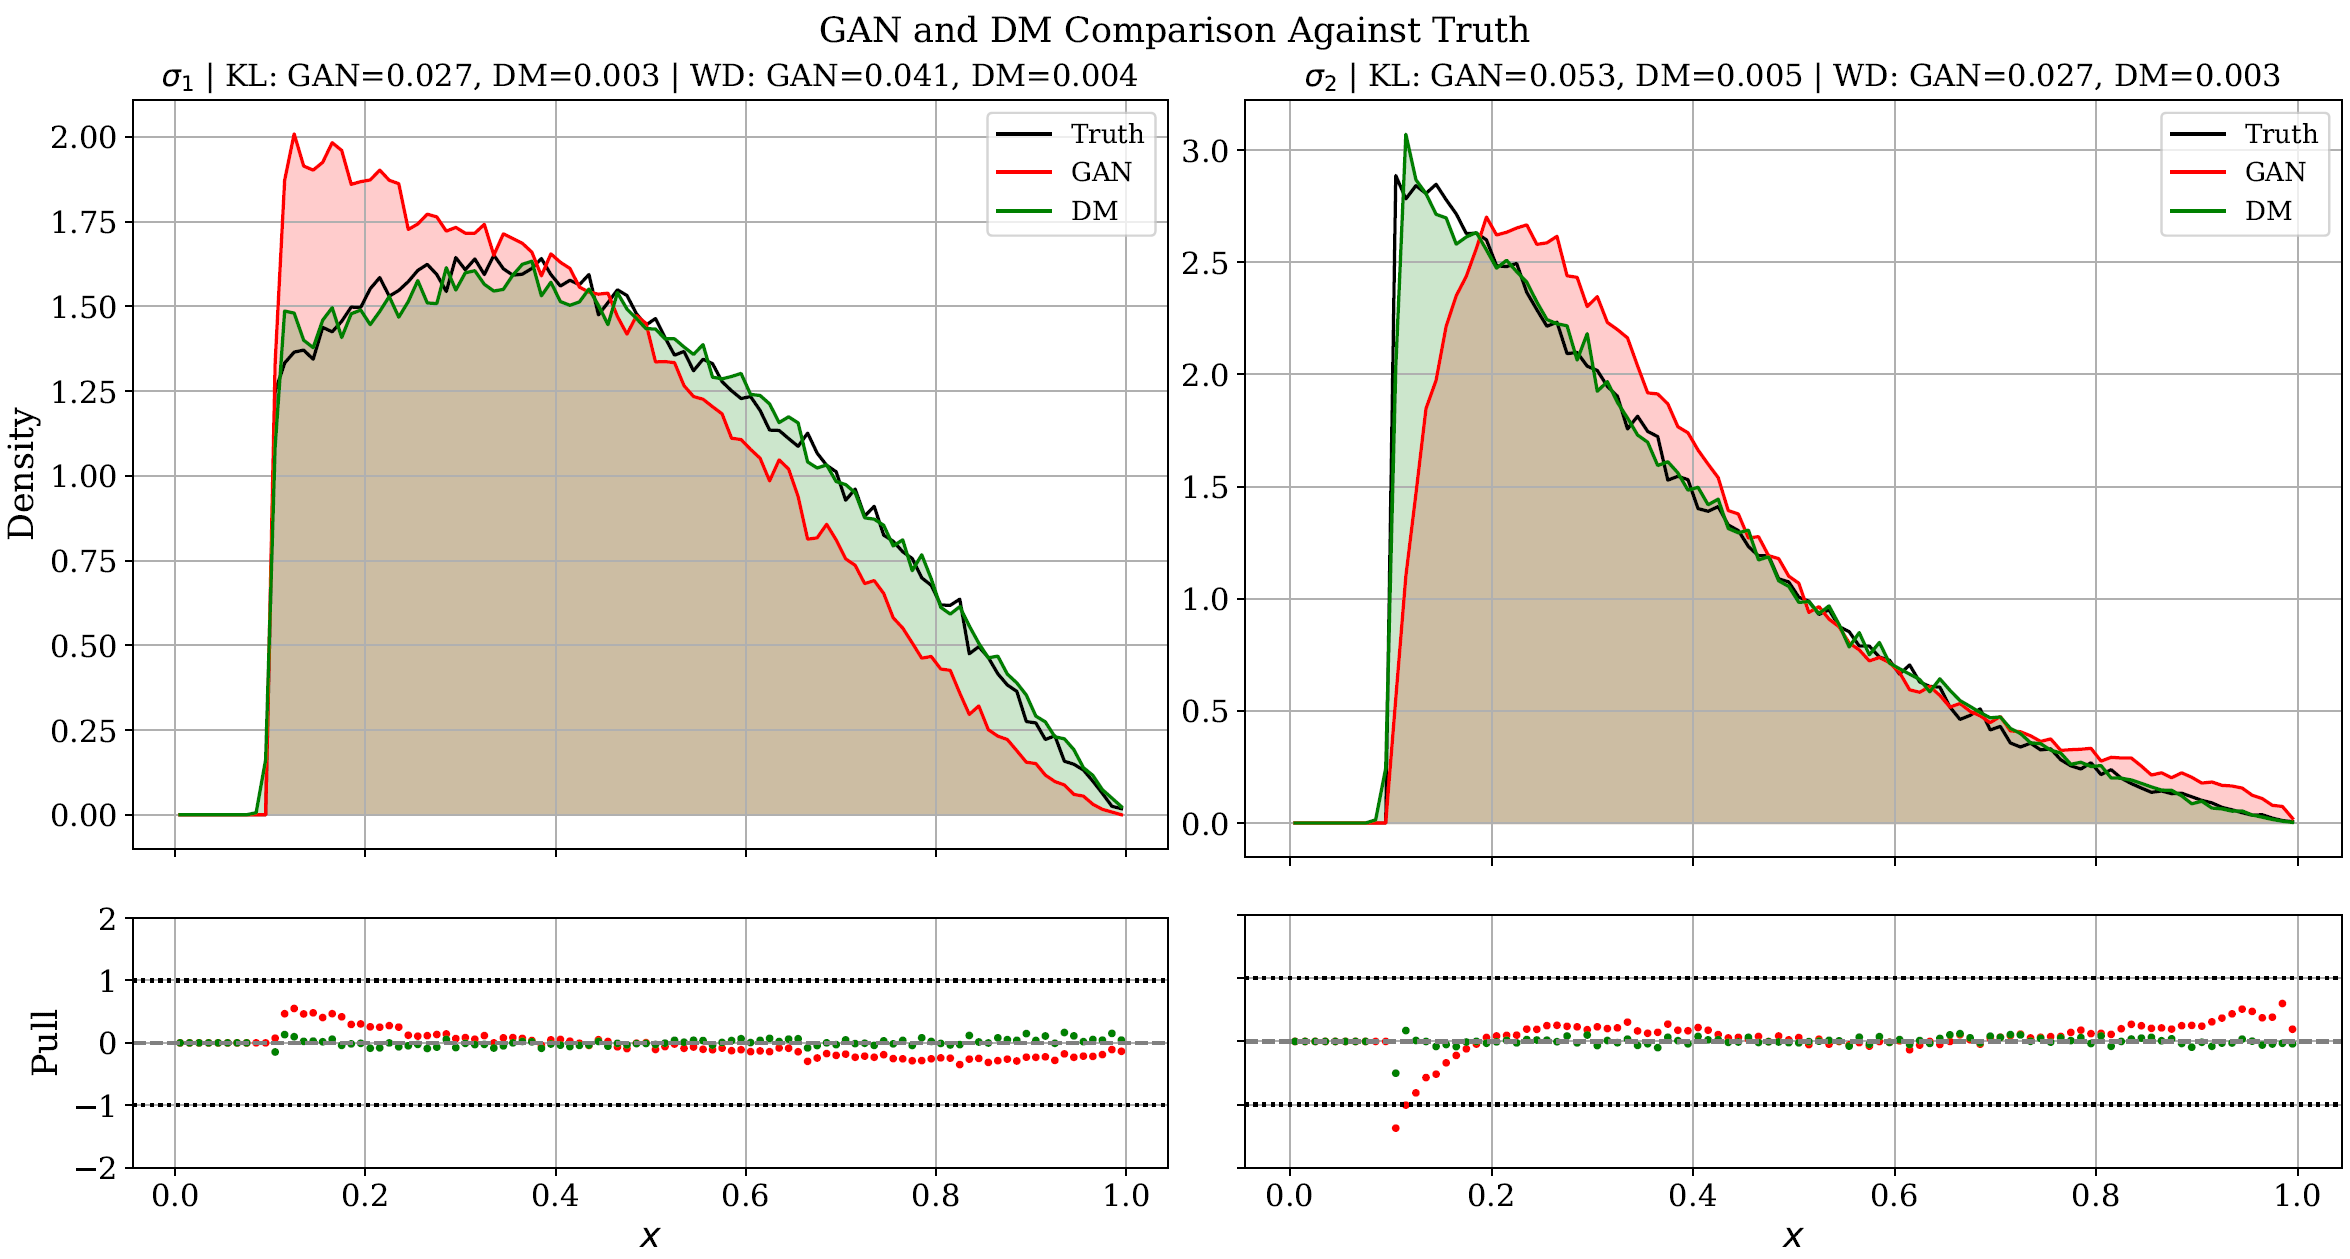 GAN and DM Comparison Against Truth
σ₁ | KL: GAN=0.027, DM=0.003 | WD: GAN=0.041, DM=0.004
σ₂ | KL: GAN=0.053, DM=0.005 | WD: GAN=0.027, DM=0.003
Density
2.00
1.75
1.50
1.25
1.00
0.75
0.50
0.25
0.00
Truth
GAN
DM
3.0
2.5
2.0
1.5
1.0
0.5
0.0
Truth
GAN
DM
Pull
2
1
0
−1
−2
0.0 0.2 0.4 0.6 0.8 1.0
x
0.0 0.2 0.4 0.6 0.8 1.0
x